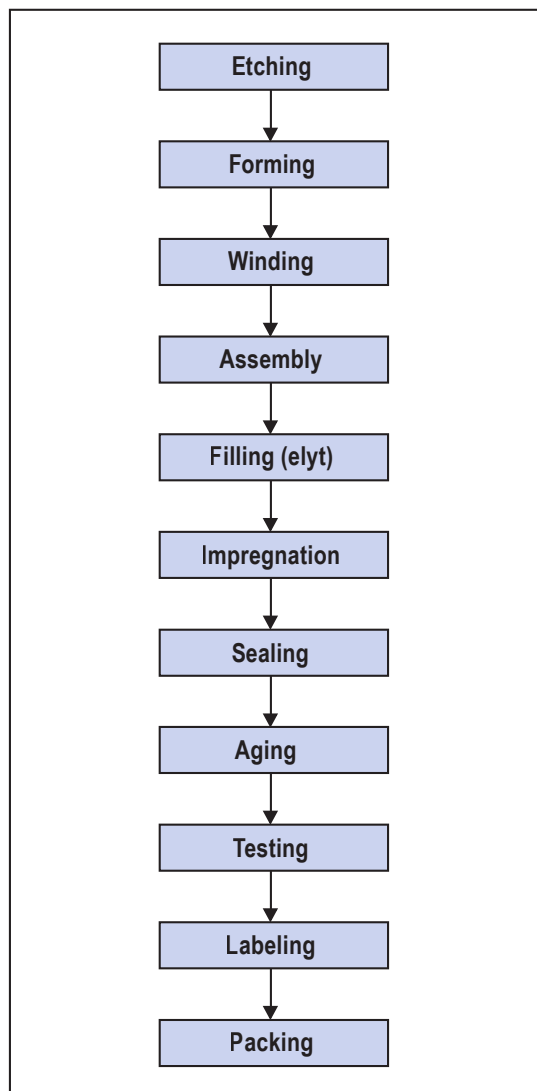 Etching
Forming
Winding
Assembly
Filling (elyt)
Impregnation
Sealing
Aging
Testing
Labeling
Packing